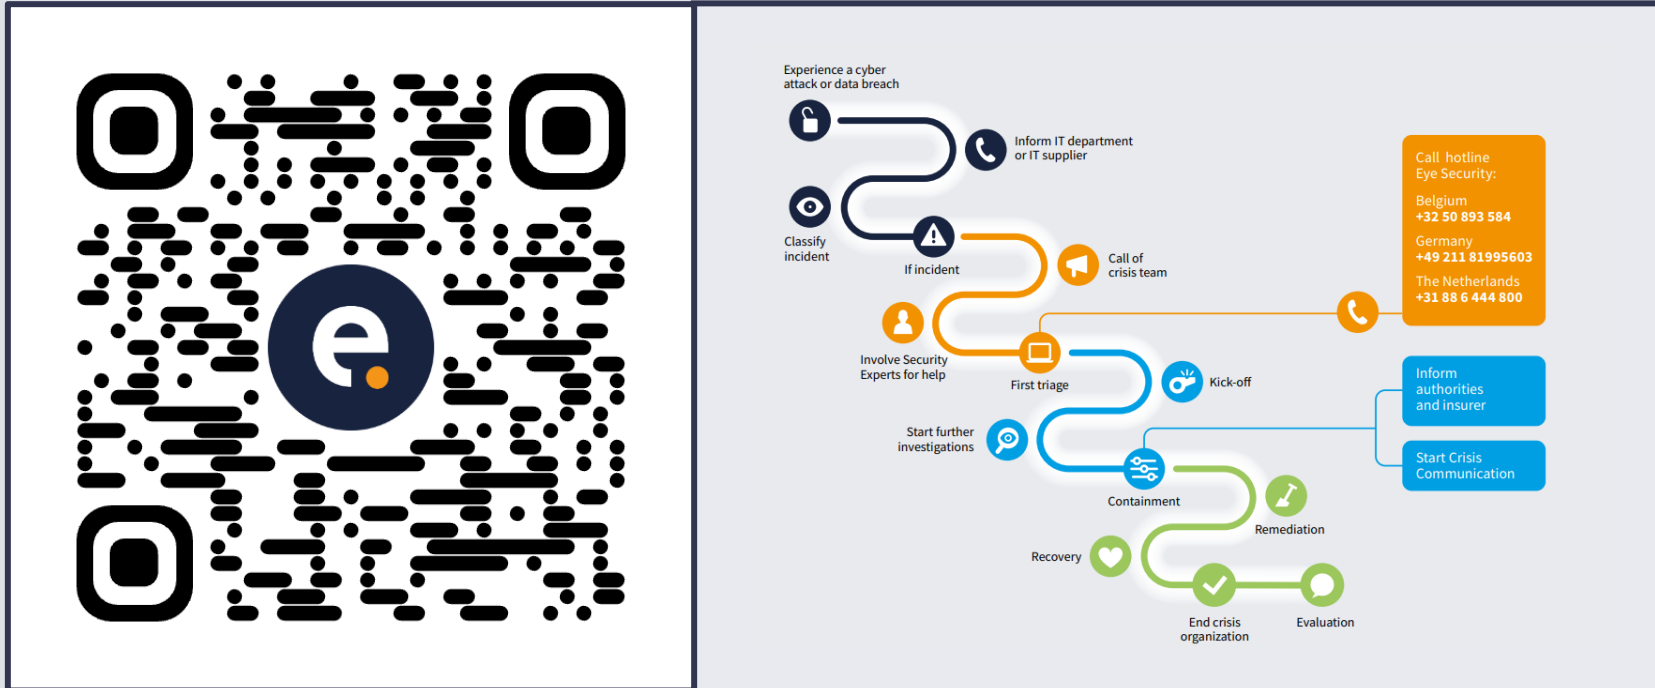 e.
Experience a cyber
attack or data breach
Inform IT department
or IT supplier
Classify
incident
If incident
Call of
crisis team
Involve Security
Experts for help
First triage
Kick-off
Start further
investigations
Containment
Remediation
Recovery
End crisis
organization
Evaluation
Call hotline
Eye Security:
Belgium
+32 50 893 584
Germany
+49 211 81995603
The Netherlands
+31 88 6 444 800
Inform
authorities
and insurer
Start Crisis
Communication